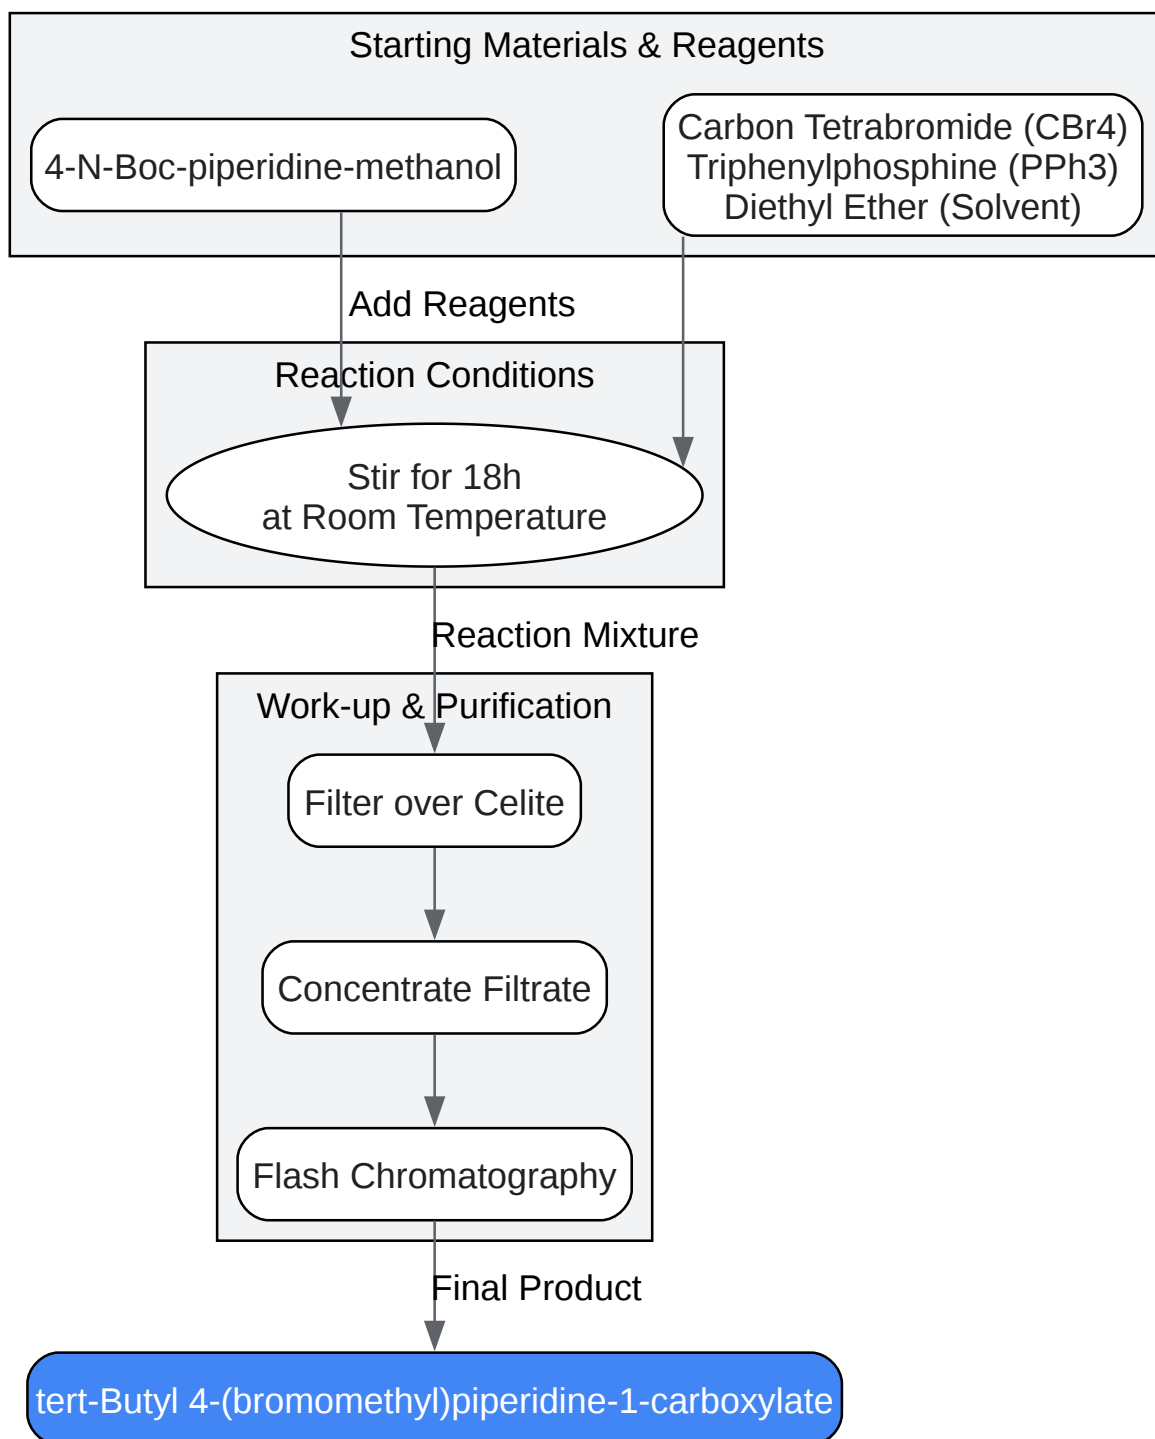 Starting Materials & Reagents
4-N-Boc-piperidine-methanol
Carbon Tetrabromide (CBr4)
Triphenylphosphine (PPh3)
Diethyl Ether (Solvent)
Add Reagents
Reaction Conditions
Stir for 18h
at Room Temperature
Reaction Mixture
Work-up & Purification
Filter over Celite
Concentrate Filtrate
Flash Chromatography
Final Product
tert-Butyl 4-(bromomethyl)piperidine-1-carboxylate